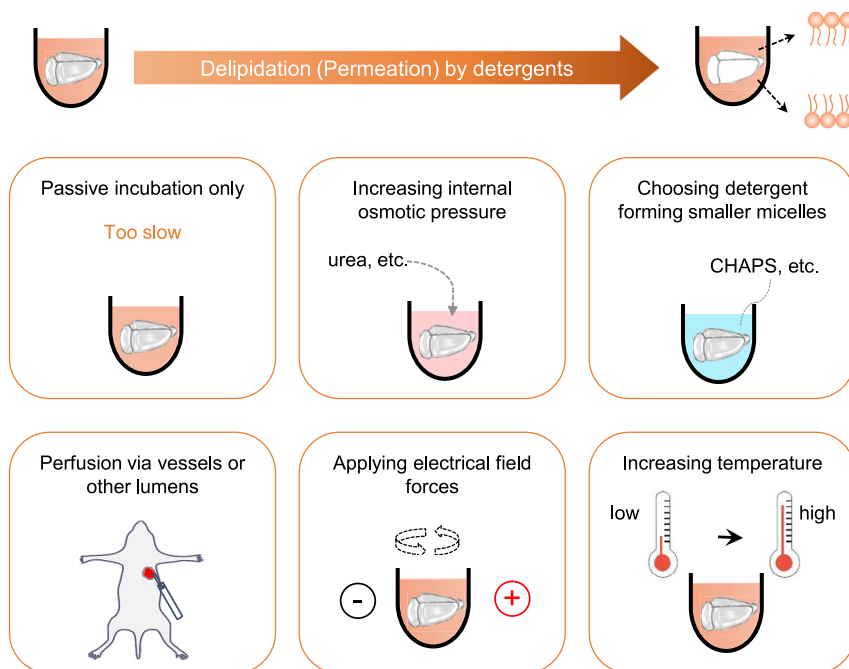 Delipidation (Permeation) by detergents
Passive incubation only
Too slow
Increasing internal
osmotic pressure
urea, etc.
Choosing detergent
forming smaller micelles
CHAPS, etc.
Perfusion via vessels or
other lumens
Applying electrical field
forces
-
+
Increasing temperature
low
high